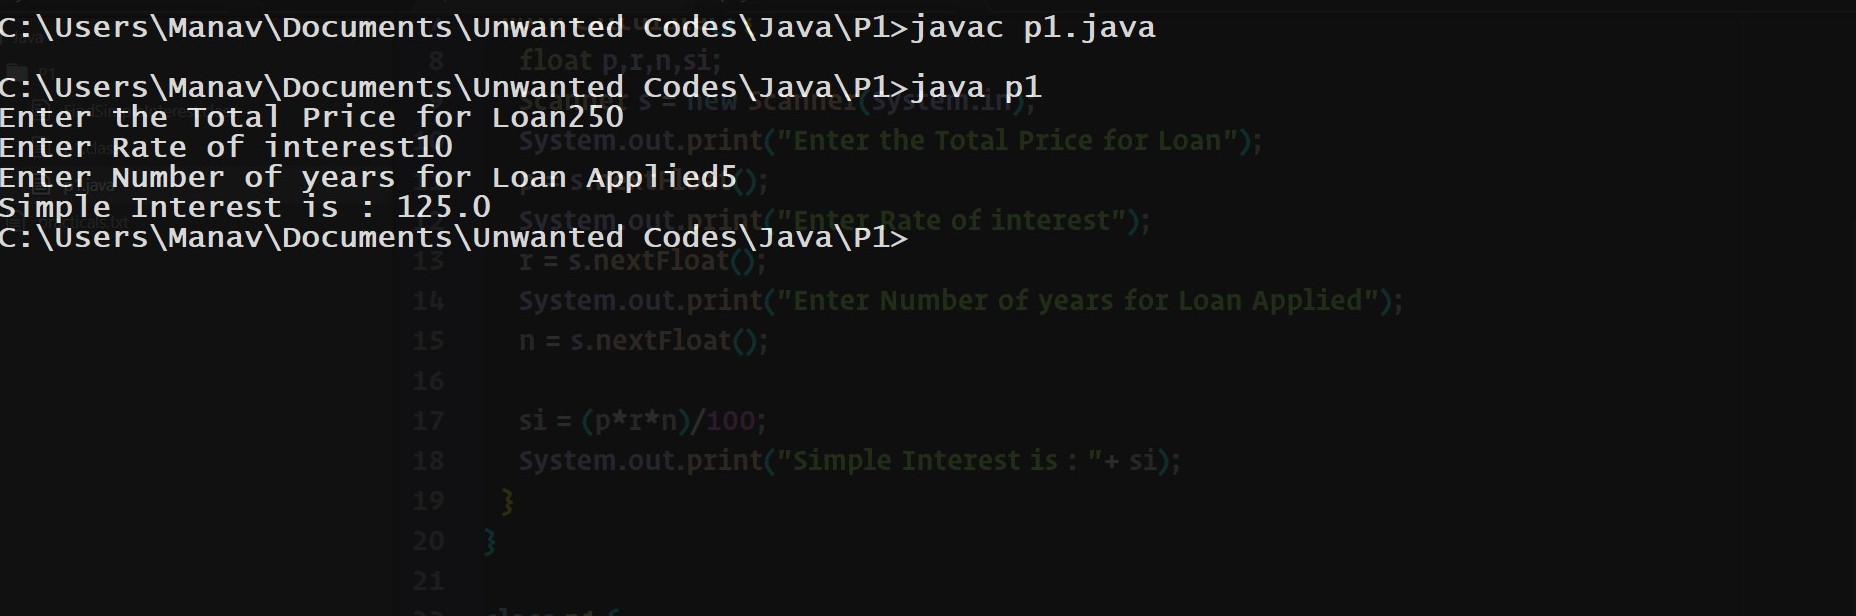 C:\Users\Manav\Documents\Unwanted Codes\Java\P1>javac p1.java
8 float p,r,n,si;
C:\Users\Manav\Documents\Unwanted Codes\Java\P1>java p1
Scanner s = new Scanner(System.in);
Enter the Total Price for Loan250
System.out.print("Enter the Total Price for Loan");
Enter Rate of interest10
Enter Number of years for Loan Applied5
p = s.nextFloat();
Simple Interest is : 125.0
System.out.print("Enter Rate of interest");
C:\Users\Manav\Documents\Unwanted Codes\Java\P1>
13 r = s.nextFloat();
14 System.out.print("Enter Number of years for Loan Applied");
15 n = s.nextFloat();
16
17 si = (p*r*n)/100;
18 System.out.print("Simple Interest is : "+ si);
19 }
20 }
21